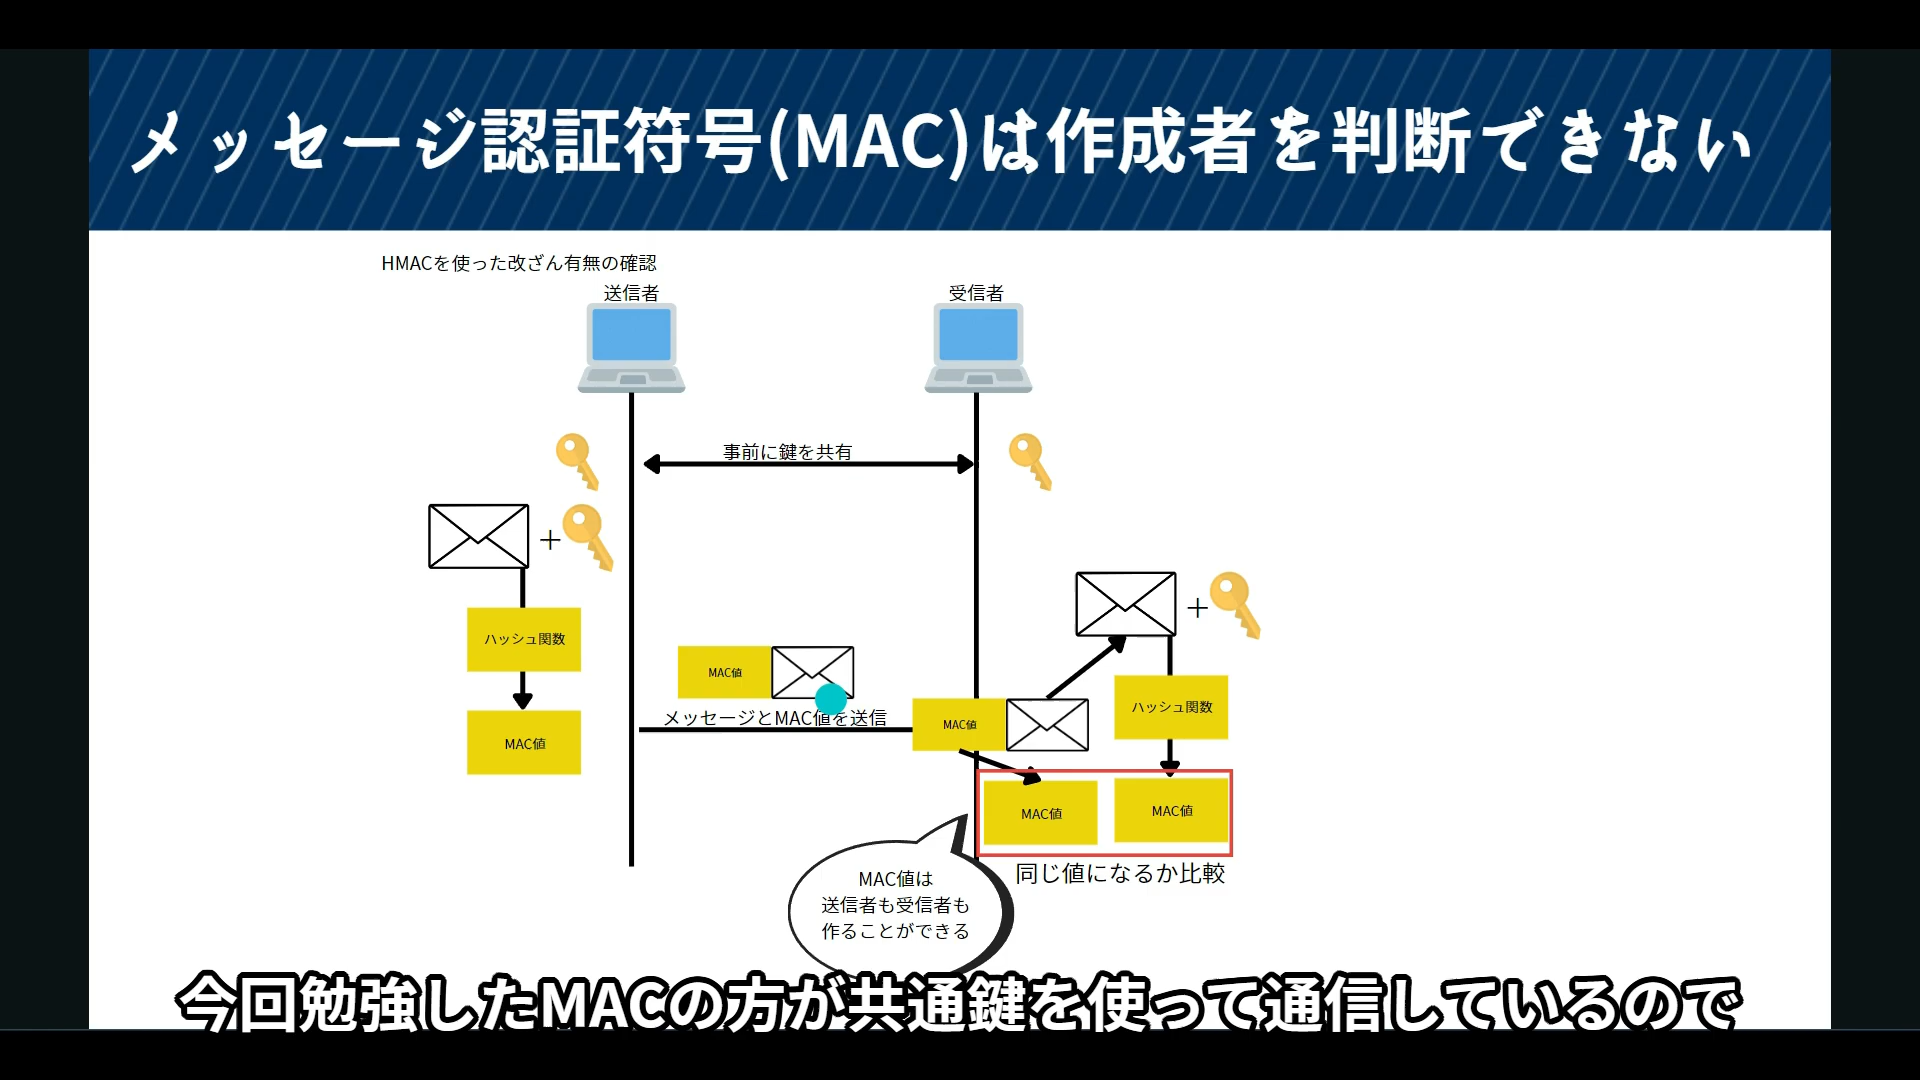 メッセージ認証符号(MAC)は作成者を判断できない
HMACを使った改ざん有無の確認
送信者
受信者
事前に鍵を共有
+
+
ハッシュ関数
MAC値
MAC値
メッセージとMAC値を送信
MAC値
ハッシュ関数
MAC値
MAC値
同じ値になるか比較
MAC値は
送信者も受信者も
作ることができる
今回勉強したMACの方が共通鍵を使って通信しているので